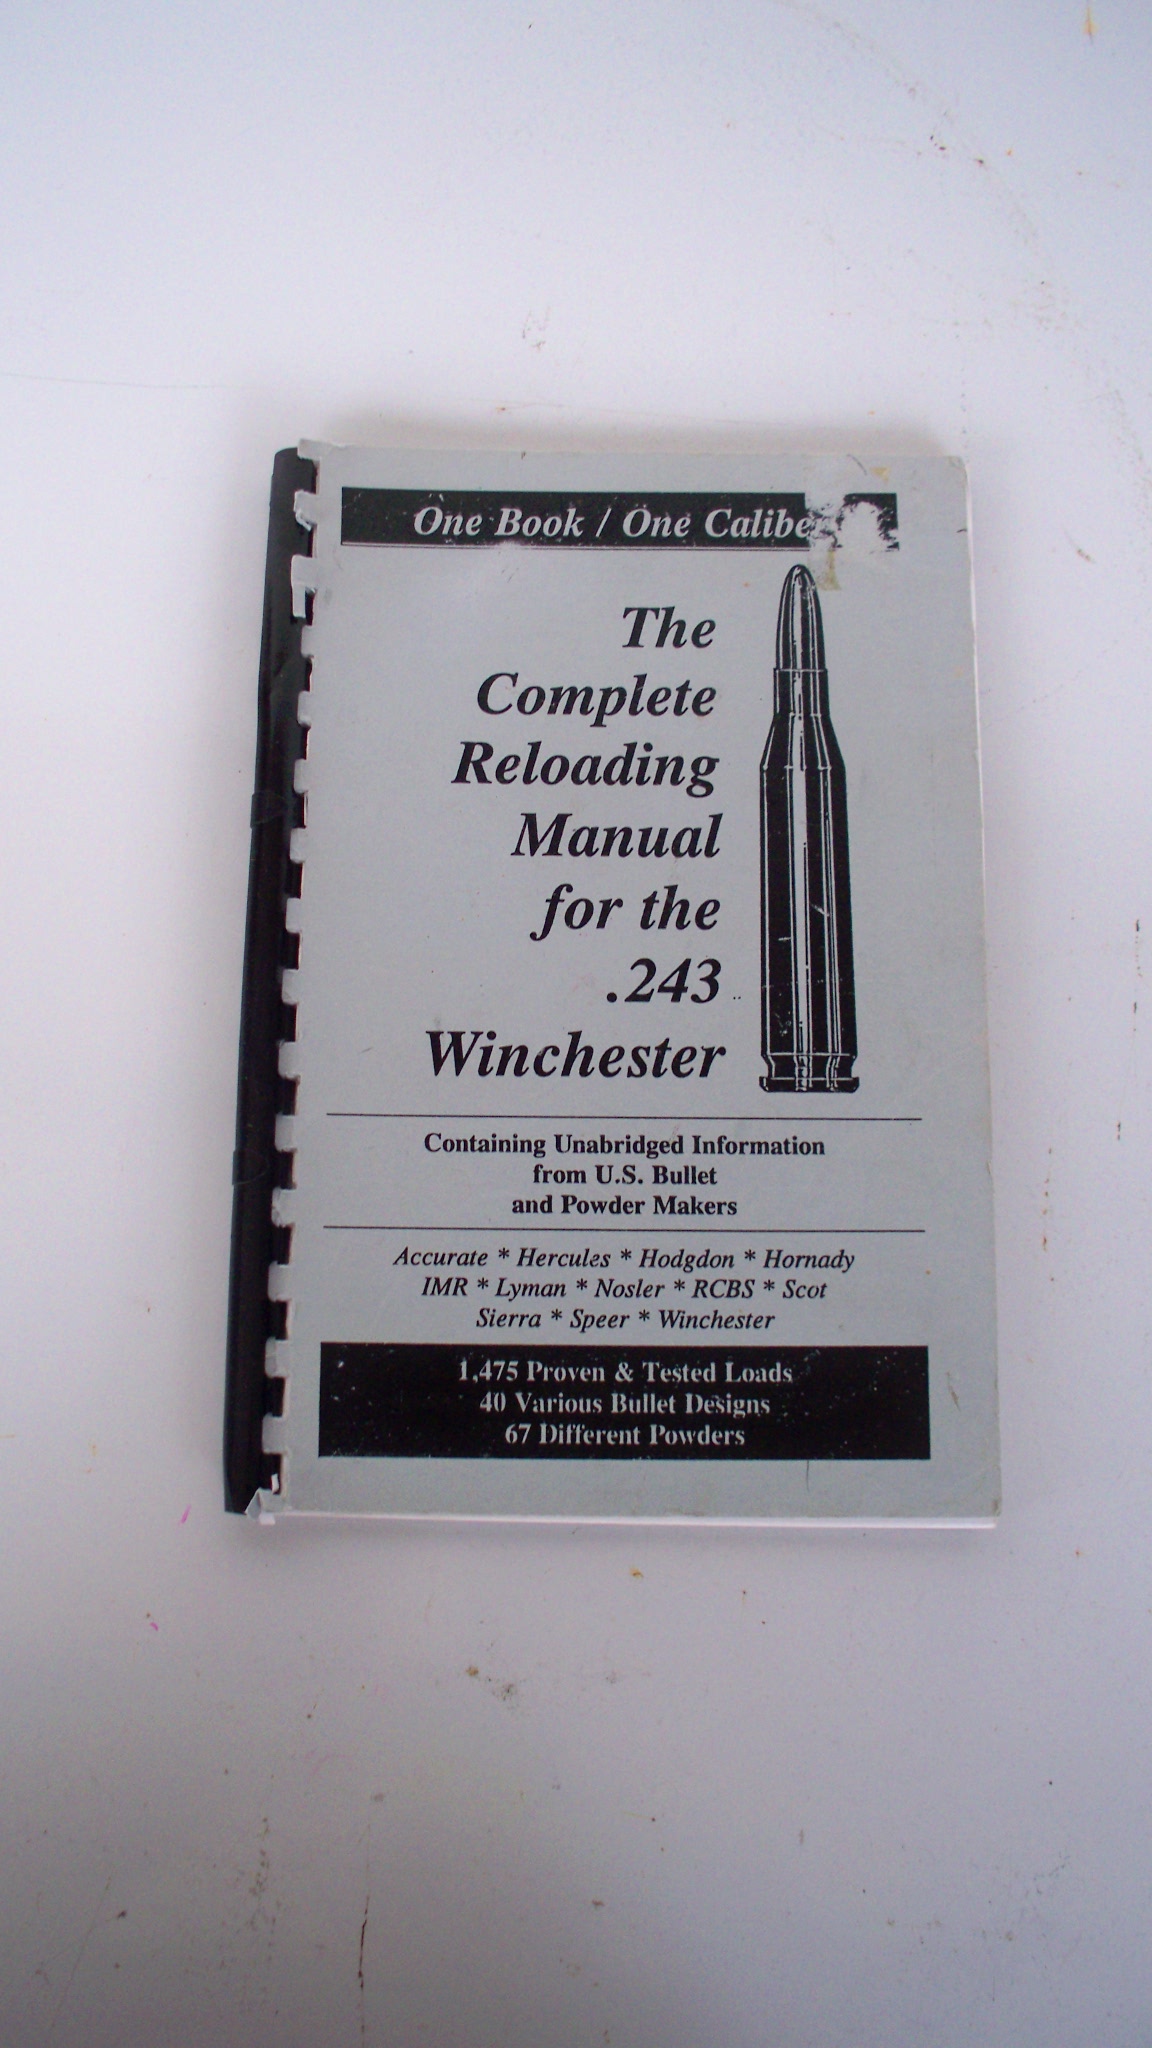 One Book / One Caliber
The
Complete
Reloading
Manual
for the
.243
Winchester
Containing Unabridged Information
from U.S. Bullet
and Powder Makers
Accurate * Hercules * Hodgdon * Hornady
IMR * Lyman * Nosler * RCBS * Scot
Sierra * Speer * Winchester
1,475 Proven & Tested Loads
40 Various Bullet Designs
67 Different Powders